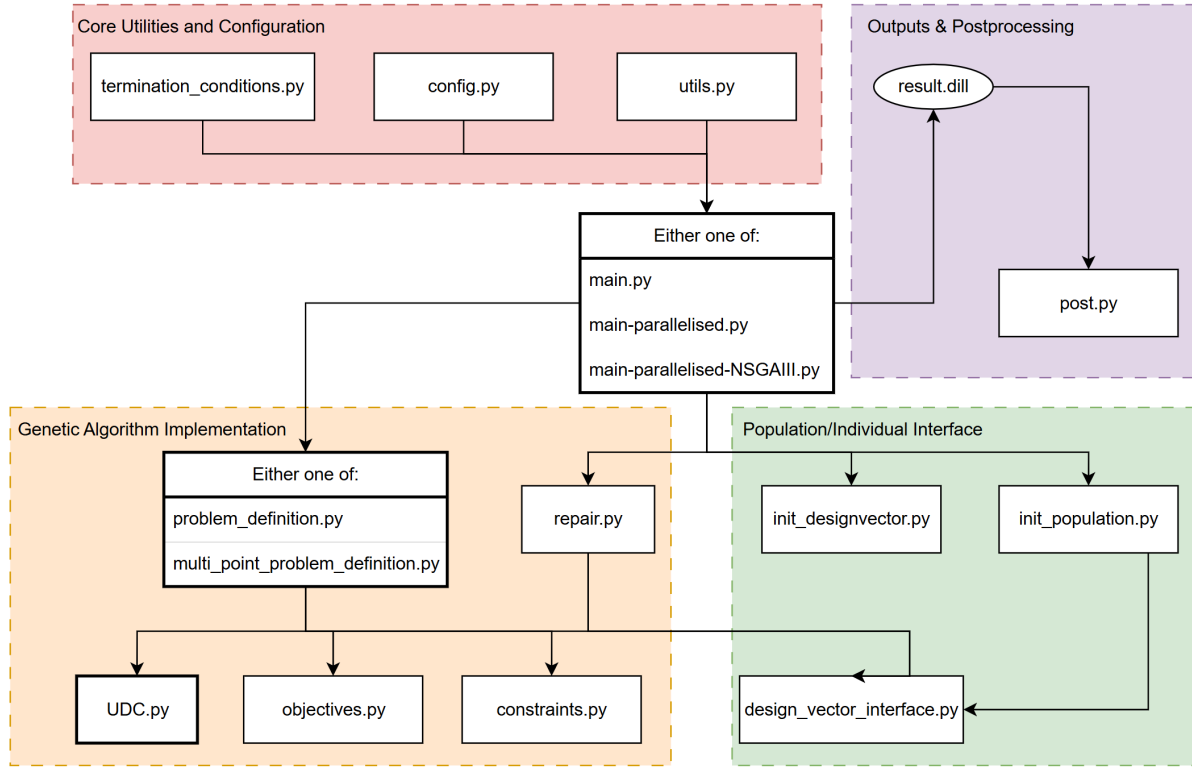 Core Utilities and Configuration
termination_conditions.py
config.py
utils.py
Outputs & Postprocessing
result.dill
post.py
Either one of:
main.py
main-parallelised.py
main-parallelised-NSGAIII.py
Genetic Algorithm Implementation
Either one of:
problem_definition.py
multi_point_problem_definition.py
repair.py
UDC.py
objectives.py
constraints.py
Population/Individual Interface
init_designvector.py
init_population.py
design_vector_interface.py